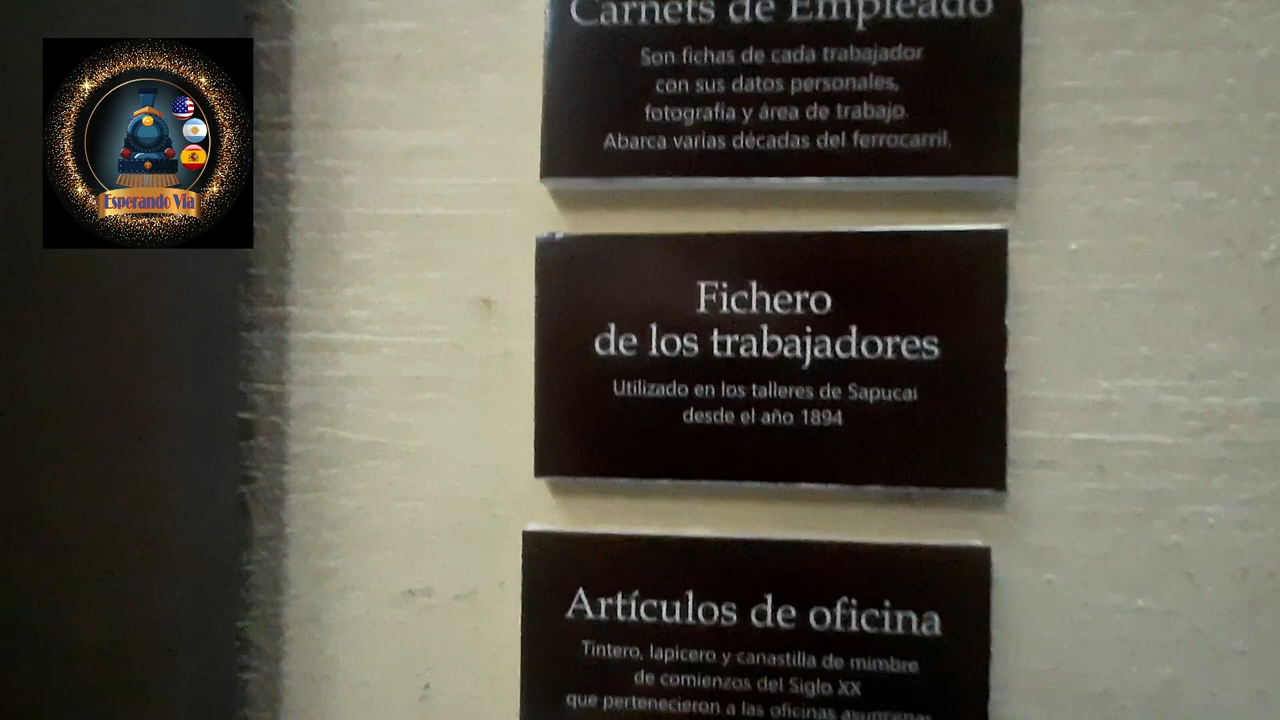 Esperando Vía
Carnets de Empleado
Son fichas de cada trabajador
con sus datos personales,
fotografia y área de trabajo.
Abarca varias décadas del ferrocarril.
Fichero
de los trabajadores
Utilizado en los talleres de Sapucai
desde el año 1894
Artículos de oficina
Tintero, lapicero y canastilla de mimbre
de comienzos del Siglo XX
que pertenecieron a las oficinas